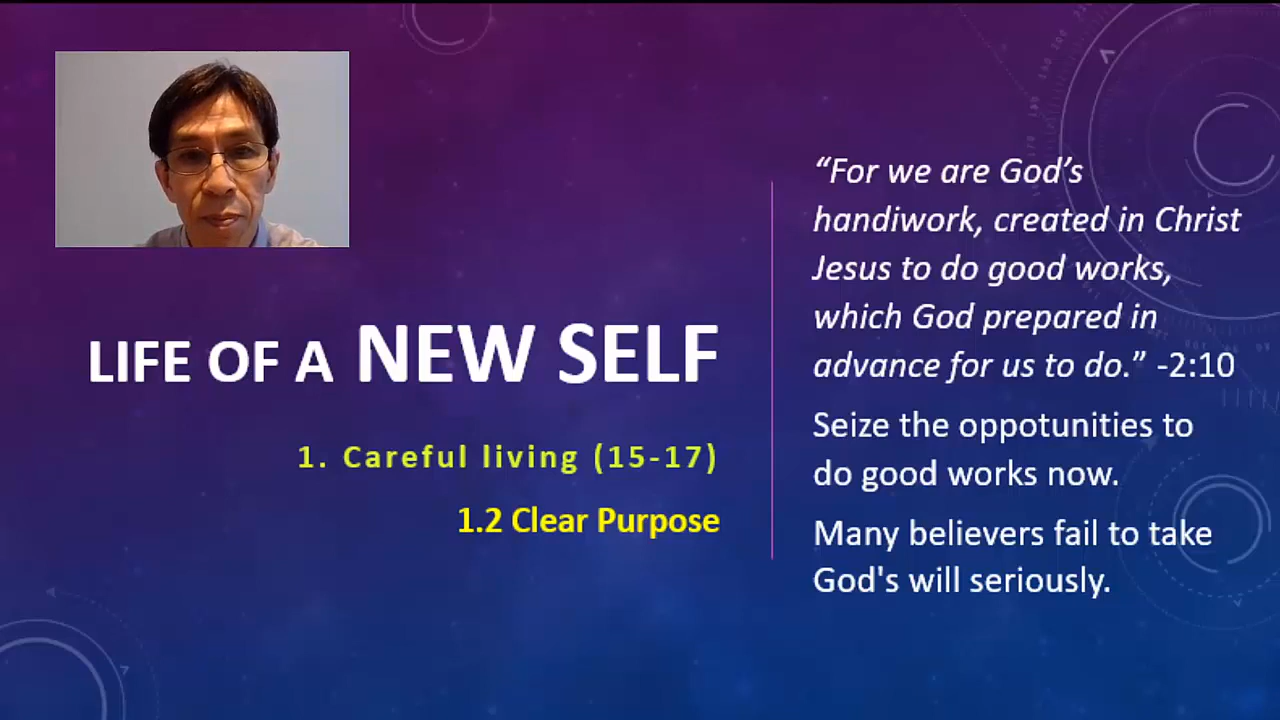 LIFE OF A NEW SELF
1. Careful living (15-17)
1.2 Clear Purpose
“For we are God’s
handiwork, created in Christ
Jesus to do good works,
which God prepared in
advance for us to do.” -2:10
Seize the oppotunities to
do good works now.
Many believers fail to take
God's will seriously.